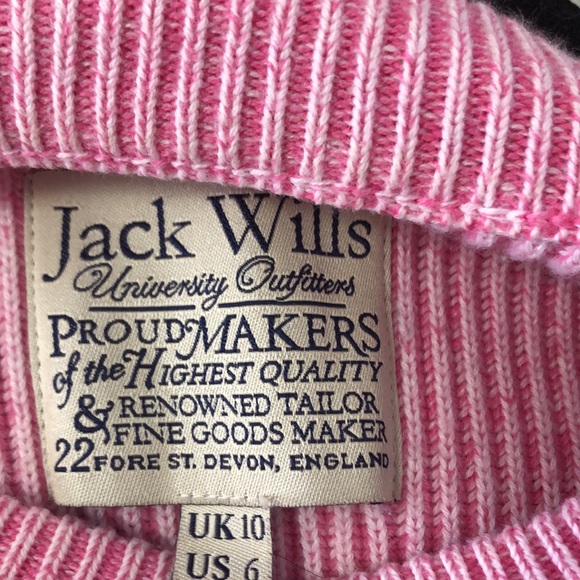 Jack Wills
University Outfitters
PROUD MAKERS
of the HIGHEST QUALITY
& RENOWNED TAILOR
FINE GOODS MAKER
22 FORE ST. DEVON, ENGLAND
UK 10
US 6